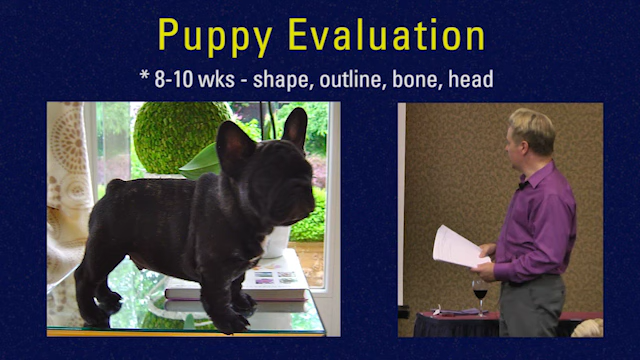 Puppy Evaluation
* 8-10 wks - shape, outline, bone, head